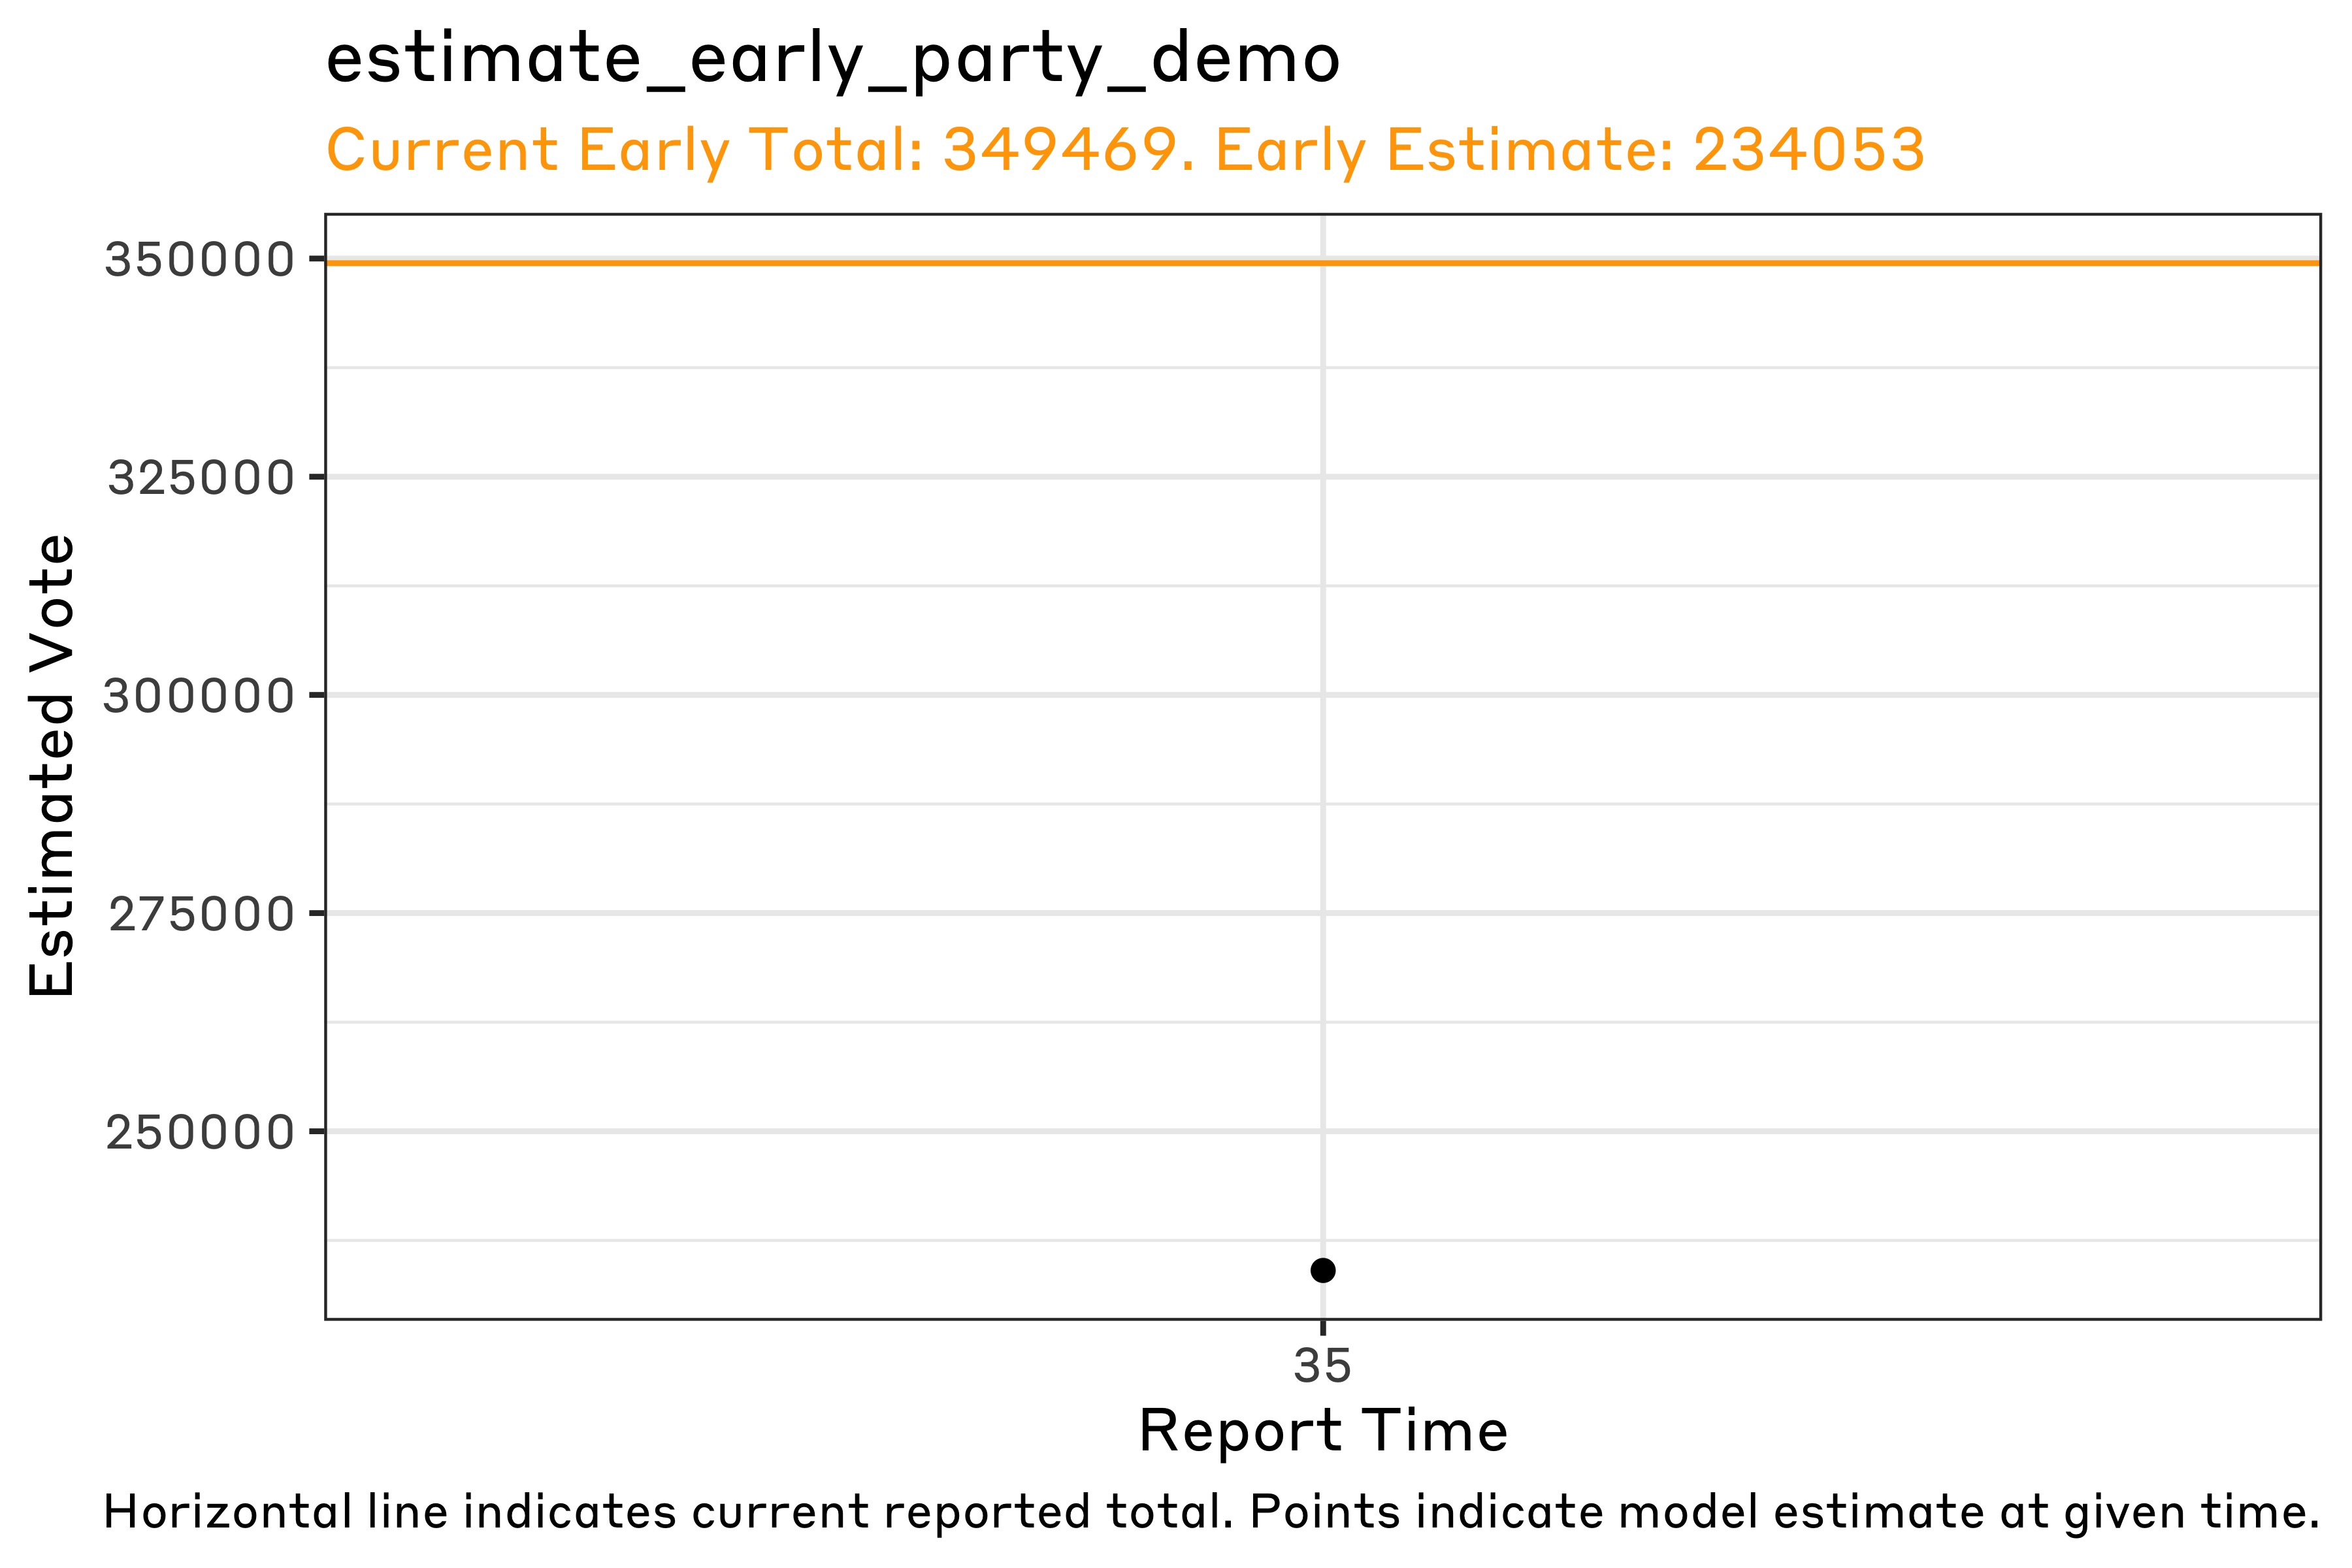 estimate_early_party_demo
Current Early Total: 349469. Early Estimate: 234053
350000
325000
300000
275000
250000
Estimated Vote
35
Report Time
Horizontal line indicates current reported total. Points indicate model estimate at given time.